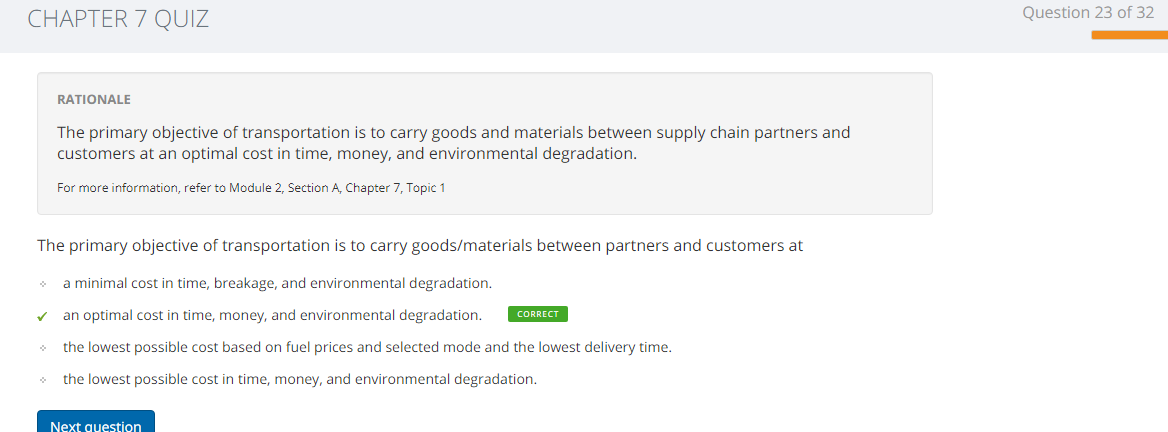 CHAPTER 7 QUIZ
Question 23 of 32
RATIONALE
The primary objective of transportation is to carry goods and materials between supply chain partners and
customers at an optimal cost in time, money, and environmental degradation.
For more information, refer to Module 2, Section A, Chapter 7, Topic 1
The primary objective of transportation is to carry goods/materials between partners and customers at
a minimal cost in time, breakage, and environmental degradation.
an optimal cost in time, money, and environmental degradation.
CORRECT
the lowest possible cost based on fuel prices and selected mode and the lowest delivery time.
the lowest possible cost in time, money, and environmental degradation.
Next question